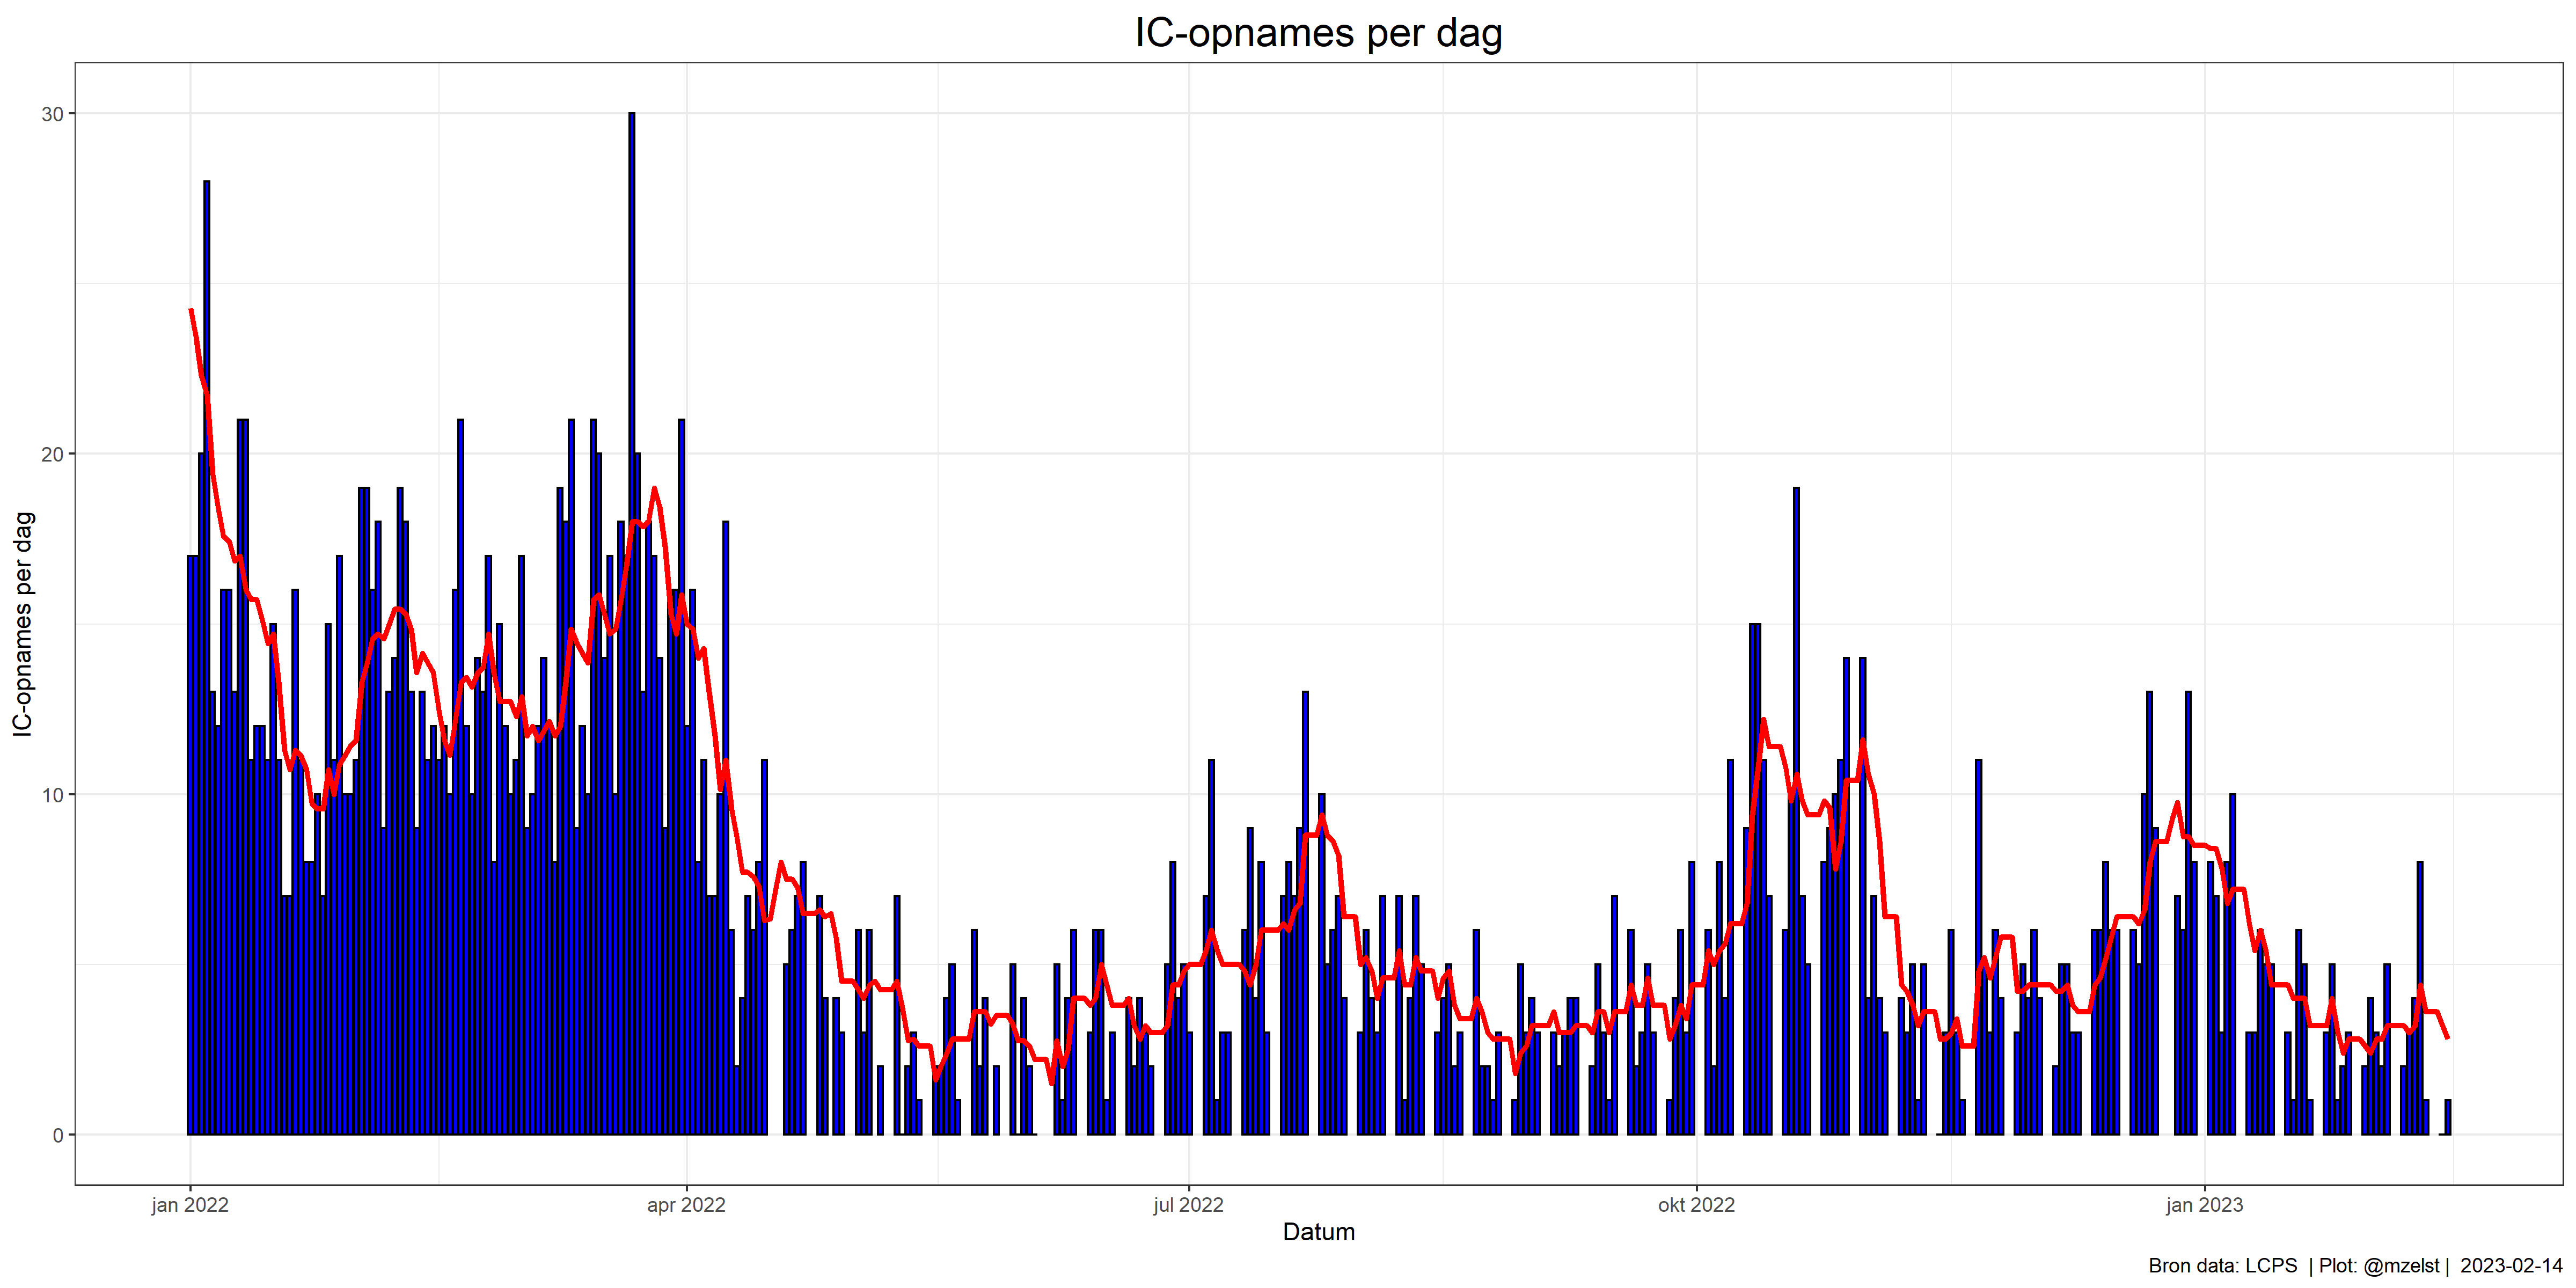 IC-opnames per dag
IC-opnames per dag
30
20
10
0
jan 2022
apr 2022
jul 2022
okt 2022
jan 2023
Datum
Bron data: LCPS | Plot: @mzelst | 2023-02-14